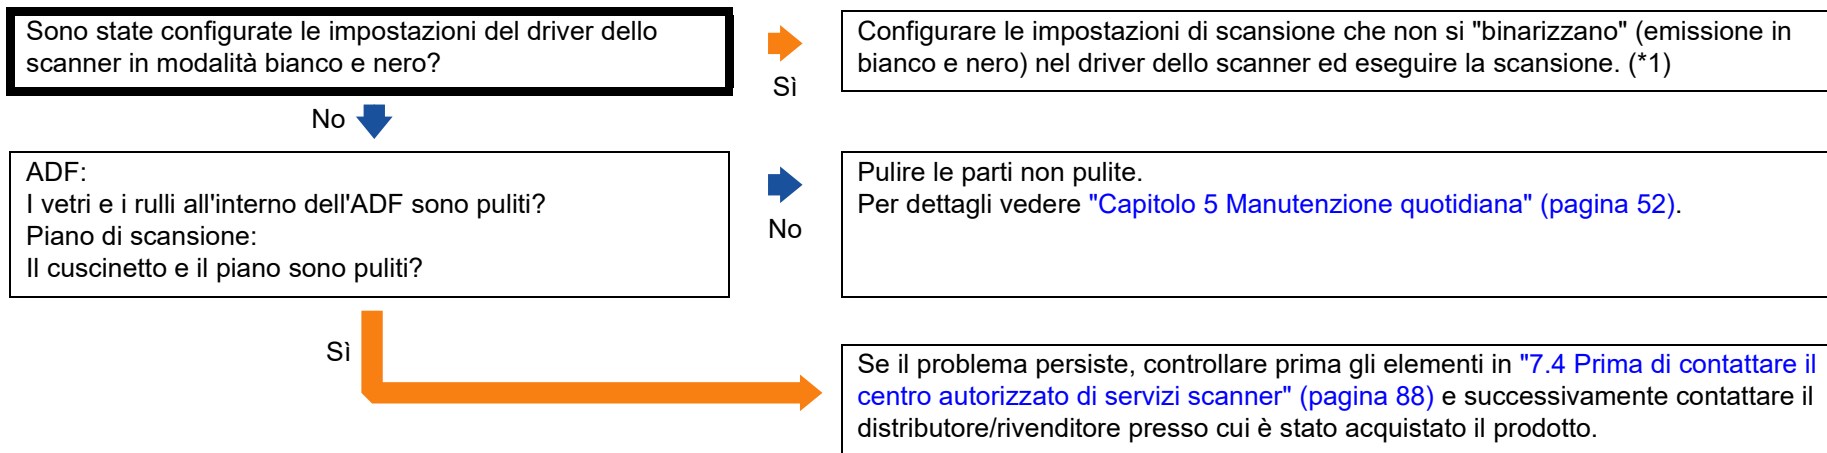 Sono state configurate le impostazioni del driver dello
scanner in modalità bianco e nero?
Sì
Configurare le impostazioni di scansione che non si "binarizzano" (emissione in
bianco e nero) nel driver dello scanner ed eseguire la scansione. (*1)
No
ADF:
I vetri e i rulli all'interno dell'ADF sono puliti?
Piano di scansione:
Il cuscinetto e il piano sono puliti?
No
Pulire le parti non pulite.
Per dettagli vedere "Capitolo 5 Manutenzione quotidiana" (pagina 52).
Sì
Se il problema persiste, controllare prima gli elementi in "7.4 Prima di contattare il
centro autorizzato di servizi scanner" (pagina 88) e successivamente contattare il
distributore/rivenditore presso cui è stato acquistato il prodotto.